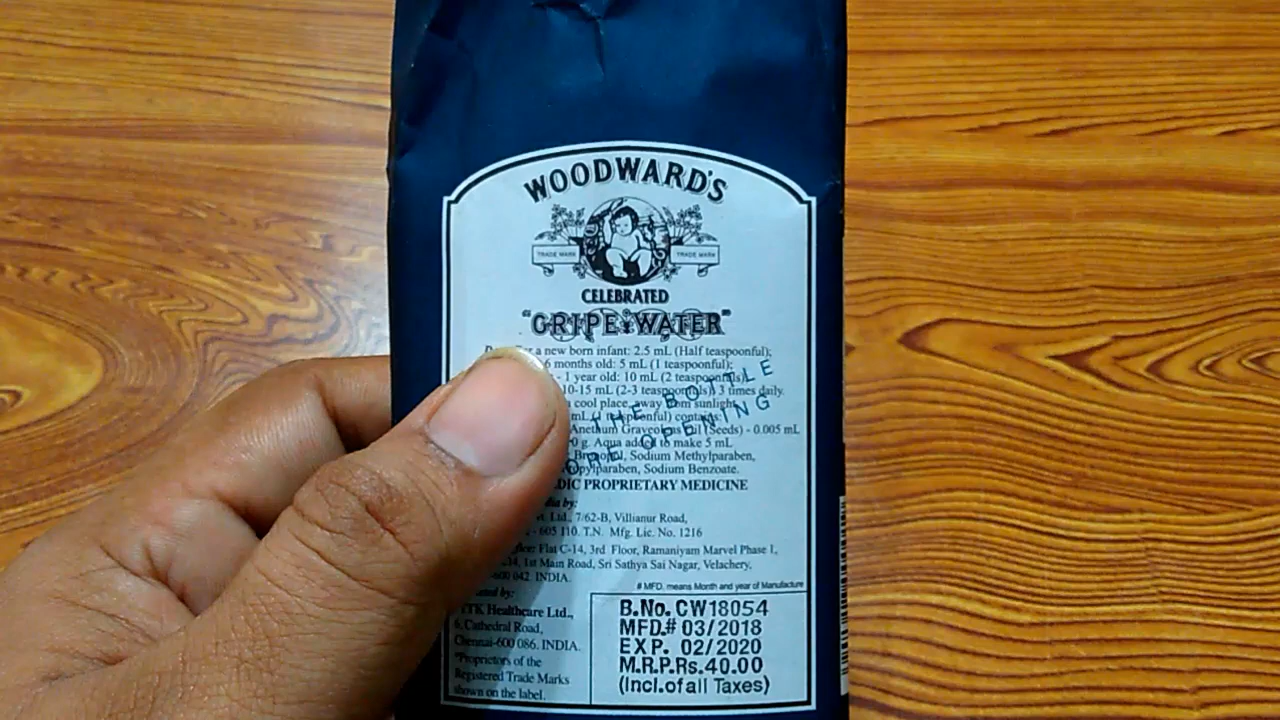 WOODWARD'S
TRADE MARK TRADE MARK
CELEBRATED
"GRIPE WATER"
a new born infant: 2.5 mL (Half teaspoonful);
6 months old: 5 mL (1 teaspoonful);
- 1 year old: 10 mL (2 teaspoonfuls)
10-15 mL (2-3 teaspoonfuls) 3 times daily.
cool place, away from sunlight
mL (1 teaspoonful) contains:
Anethum Graveolens Oil (Seeds) - 0.005 mL
0 g. Aqua added to make 5 mL
Bronopol, Sodium Methylparaben,
Sodium Benzoate.
PROPRIETARY MEDICINE
THE BOTTLE
OPENING
by:
Ltd., 7/62-B, Villianur Road,
- 605 110. T.N. Mfg. Lic. No. 1216
Flat C-14, 3rd Floor, Ramaniyam Marvel Phase I,
1st Main Road, Sri Sathya Sai Nagar, Velachery,
-600 042. INDIA.
# MFD. means Month and year of Manufacture
by:
TTK Healthcare Ltd.,
6, Cathedral Road,
Chennai-600 086. INDIA.
*Proprietors of the
Registered Trade Marks
shown on the label.
B.No. CW18054
MFD.# 03/2018
EXP. 02/2020
M.R.P.Rs.40.00
(Incl.of all Taxes)